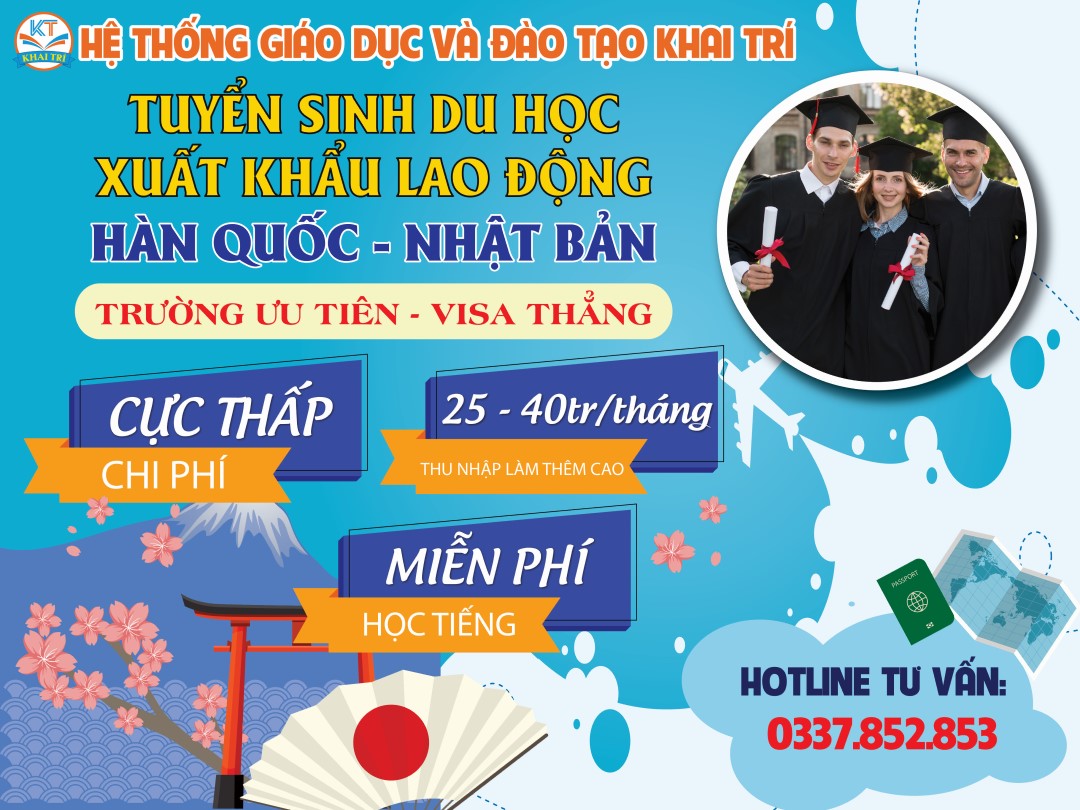 KT
KHAI TRÍ
HỆ THỐNG GIÁO DỤC VÀ ĐÀO TẠO KHAI TRÍ
TUYỂN SINH DU HỌC
XUẤT KHẨU LAO ĐỘNG
HÀN QUỐC - NHẬT BẢN
TRƯỜNG ƯU TIÊN - VISA THẲNG
CỰC THẤP
CHI PHÍ
25 - 40tr/tháng
THU NHẬP LÀM THÊM CAO
MIỄN PHÍ
HỌC TIẾNG
PASSPORT
HOTLINE TƯ VẤN:
0337.852.853